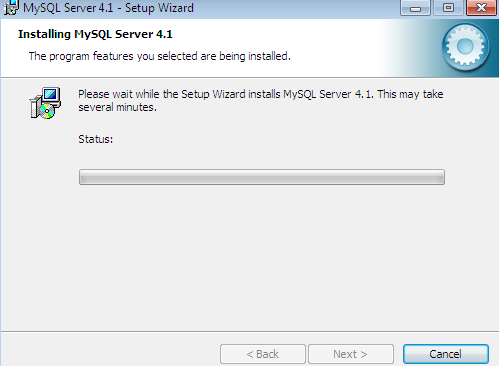 MySQL Server 4.1 - Setup Wizard
Installing MySQL Server 4.1
The program features you selected are being installed.
Please wait while the Setup Wizard installs MySQL Server 4.1. This may take
several minutes.
Status:
< Back
Next >
Cancel